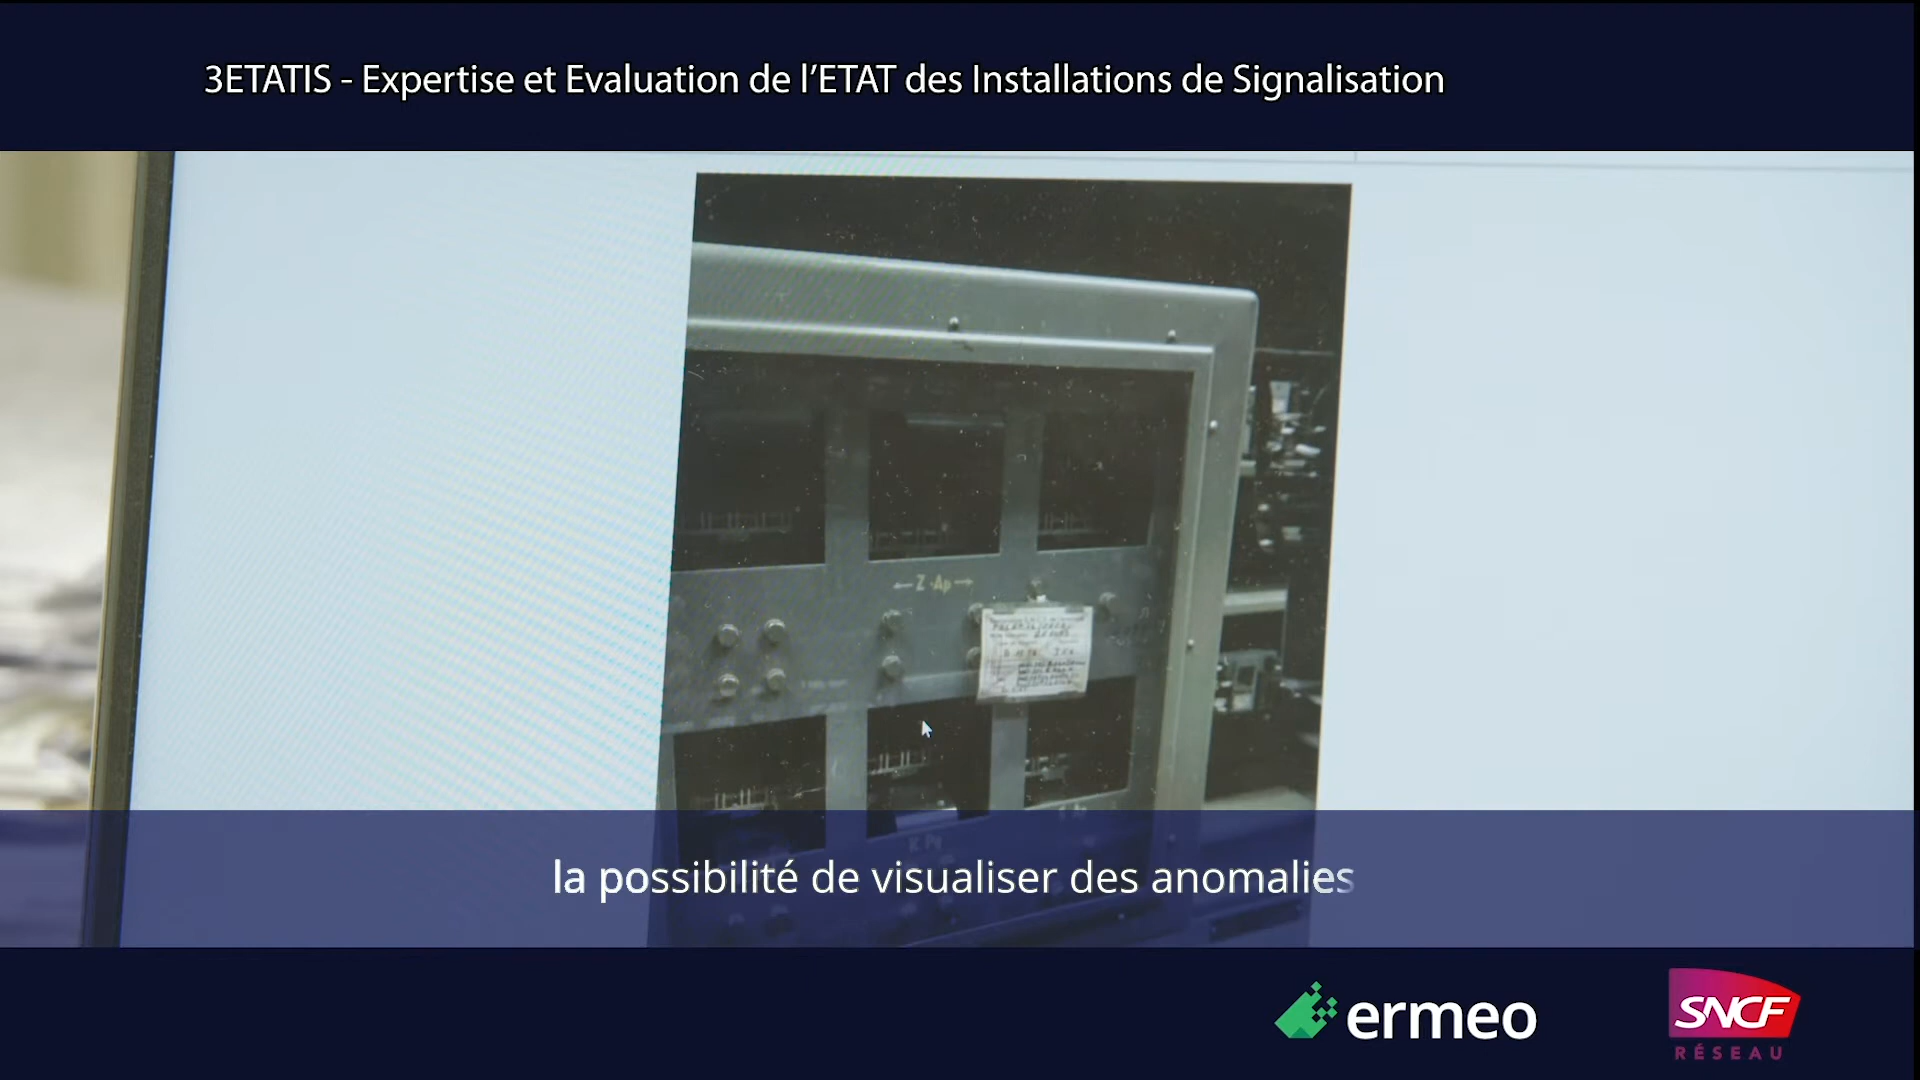 3ETATIS - Expertise et Evaluation de l'ETAT des Installations de Signalisation
←Z·Ap→
K Pu
la possibilité de visualiser des anomalies
ermeo
SNCF
RÉSEAU